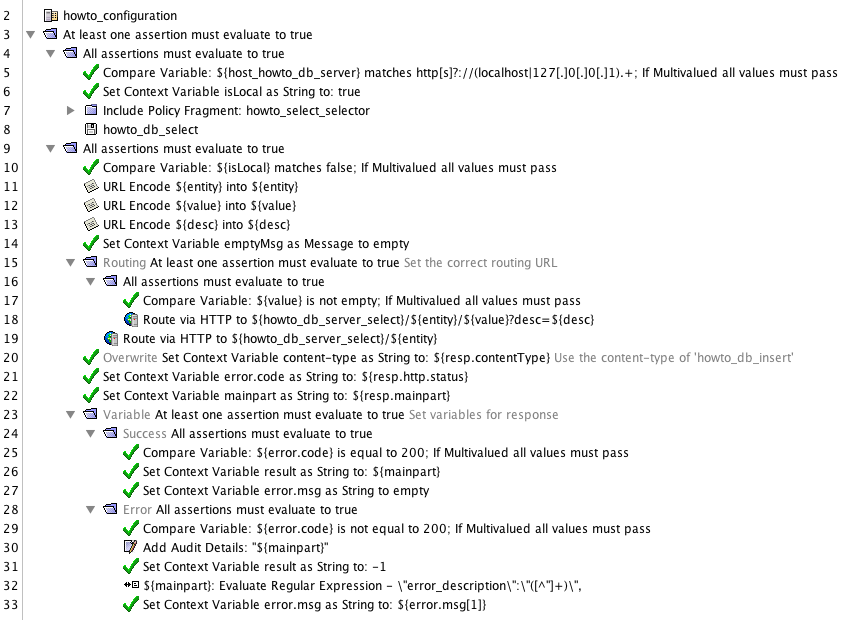 2 howto_configuration
3 At least one assertion must evaluate to true
4 All assertions must evaluate to true
5 Compare Variable: ${host_howto_db_server} matches http[s]?://(localhost|127[.]0[.]0[.]1).+; If Multivalued all values must pass
6 Set Context Variable isLocal as String to: true
7 Include Policy Fragment: howto_select_selector
8 howto_db_select
9 All assertions must evaluate to true
10 Compare Variable: ${isLocal} matches false; If Multivalued all values must pass
11 URL Encode ${entity} into ${entity}
12 URL Encode ${value} into ${value}
13 URL Encode ${desc} into ${desc}
14 Set Context Variable emptyMsg as Message to empty
15 Routing At least one assertion must evaluate to true Set the correct routing URL
16 All assertions must evaluate to true
17 Compare Variable: ${value} is not empty; If Multivalued all values must pass
18 Route via HTTP to ${howto_db_server_select}/${entity}/${value}?desc=${desc}
19 Route via HTTP to ${howto_db_server_select}/${entity}
20 Overwrite Set Context Variable content-type as String to: ${resp.contentType} Use the content-type of 'howto_db_insert'
21 Set Context Variable error.code as String to: ${resp.http.status}
22 Set Context Variable mainpart as String to: ${resp.mainpart}
23 Variable At least one assertion must evaluate to true Set variables for response
24 Success All assertions must evaluate to true
25 Compare Variable: ${error.code} is equal to 200; If Multivalued all values must pass
26 Set Context Variable result as String to: ${mainpart}
27 Set Context Variable error.msg as String to empty
28 Error All assertions must evaluate to true
29 Compare Variable: ${error.code} is not equal to 200; If Multivalued all values must pass
30 Add Audit Details: "${mainpart}"
31 Set Context Variable result as String to: -1
32 ${mainpart}: Evaluate Regular Expression - \"error_description\":\"([^"]+)\",
33 Set Context Variable error.msg as String to: ${error.msg[1]}